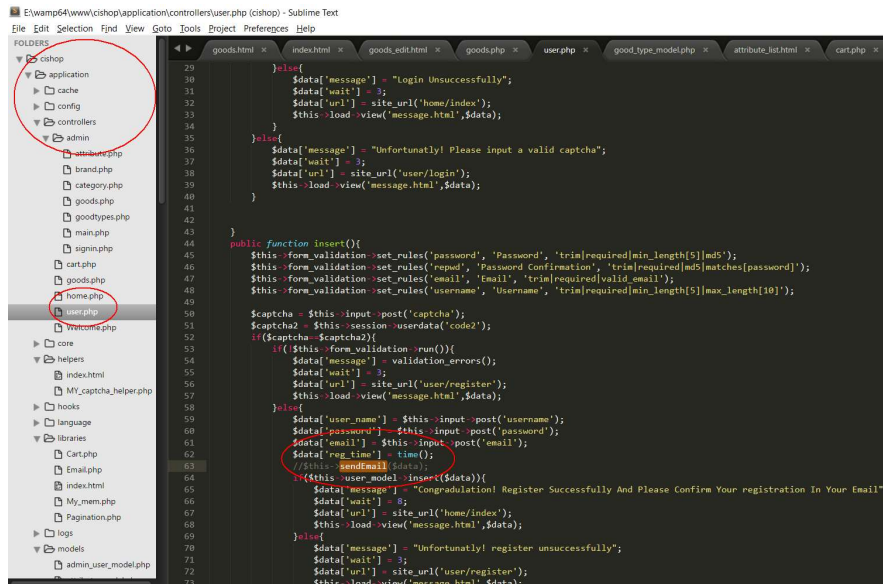 E:\wamp64\www\cishop\application\controllers\user.php (cishop) - Sublime Text
File Edit Selection Find View Goto Tools Project Preferences Help
FOLDERS
cishop
application
cache
config
controllers
admin
attribute.php
brand.php
category.php
goods.php
goodtypes.php
main.php
signin.php
cart.php
goods.php
home.php
user.php
Welcome.php
core
helpers
index.html
MY_captcha_helper.php
hooks
language
libraries
Cart.php
Email.php
index.html
My_mem.php
Pagination.php
logs
models
admin_user_model.php
goods.html × index.html × goods_edit.html × goods.php × user.php × good_type_model.php × attribute_list.html × cart.php ×
29 }else{
30 $data['message'] = "Login Unsuccessfully";
31 $data['wait'] = 3;
32 $data['url'] = site_url('home/index');
33 $this->load->view('message.html',$data);
34 }
35 }else{
36 $data['message'] = "Unfortunatly! Please input a valid captcha";
37 $data['wait'] = 3;
38 $data['url'] = site_url('user/login');
39 $this->load->view('message.html',$data);
40 }
41
42
43 }
44 public function insert(){
45 $this->form_validation->set_rules('password', 'Password', 'trim|required|min_length[5]|md5');
46 $this->form_validation->set_rules('repwd', 'Password Confirmation', 'trim|required|md5|matches[password]');
47 $this->form_validation->set_rules('email', 'Email', 'trim|required|valid_email');
48 $this->form_validation->set_rules('username', 'Username', 'trim|required|min_length[5]|max_length[10]');
49
50 $captcha = $this->input->post('captcha');
51 $captcha2 = $this->session->userdata('code2');
52 if($captcha==$captcha2){
53 if(!$this->form_validation->run()){
54 $data['message'] = validation_errors();
55 $data['wait'] = 3;
56 $data['url'] = site_url('user/register');
57 $this->load->view('message.html',$data);
58 }else{
59 $data['user_name'] = $this->input->post('username');
60 $data['password'] = $this->input->post('password');
61 $data['email'] = $this->input->post('email');
62 $data['reg_time'] = time();
63 //$this->sendEmail($data);
64 if($this->user_model->insert($data)){
65 $data['message'] = "Congradulation! Register Successfully And Please Confirm Your registration In Your Email"
66 $data['wait'] = 8;
67 $data['url'] = site_url('home/index');
68 $this->load->view('message.html',$data);
69 }else{
70 $data['message'] = "Unfortunatly! register unsuccessfully";
71 $data['wait'] = 3;
72 $data['url'] = site_url('user/register');
73 $this->load->view('message.html',$data);